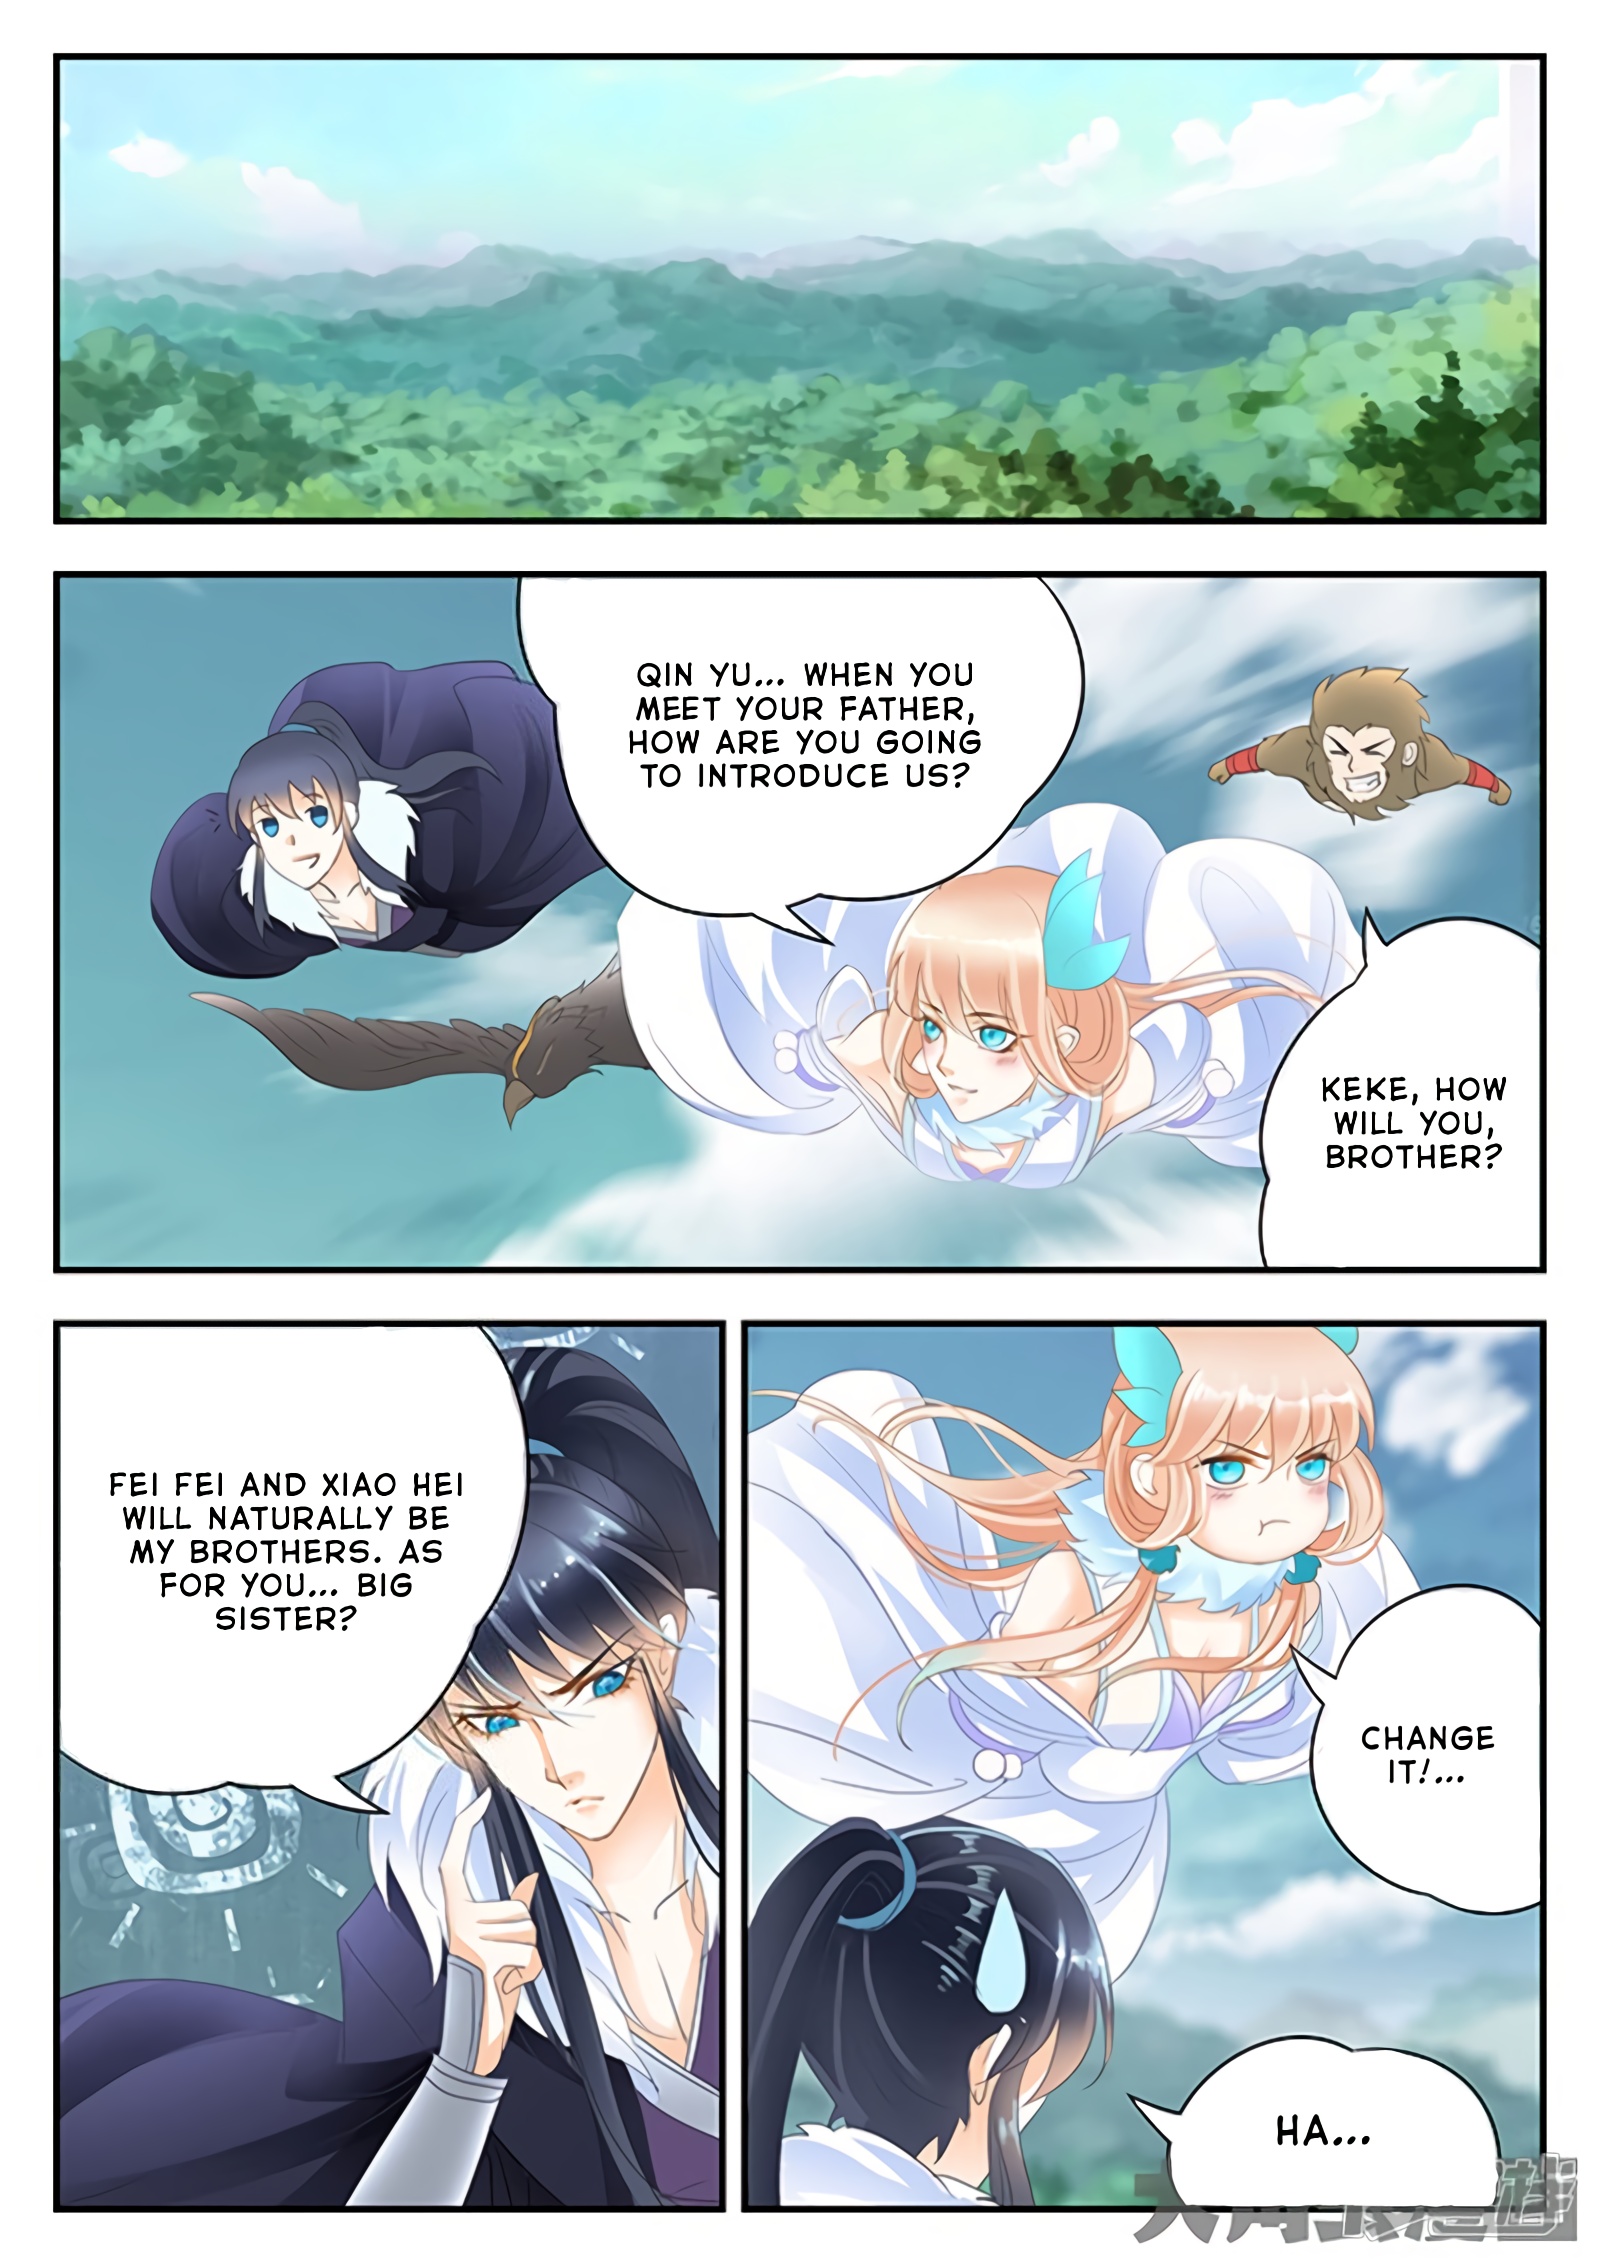 QIN YU... WHEN YOU
MEET YOUR FATHER,
HOW ARE YOU GOING
TO INTRODUCE US?
KEKE, HOW
WILL YOU,
BROTHER?
FEI FEI AND XIAO HEI
WILL NATURALLY BE
MY BROTHERS. AS
FOR YOU... BIG
SISTER?
CHANGE
IT!...
HA...